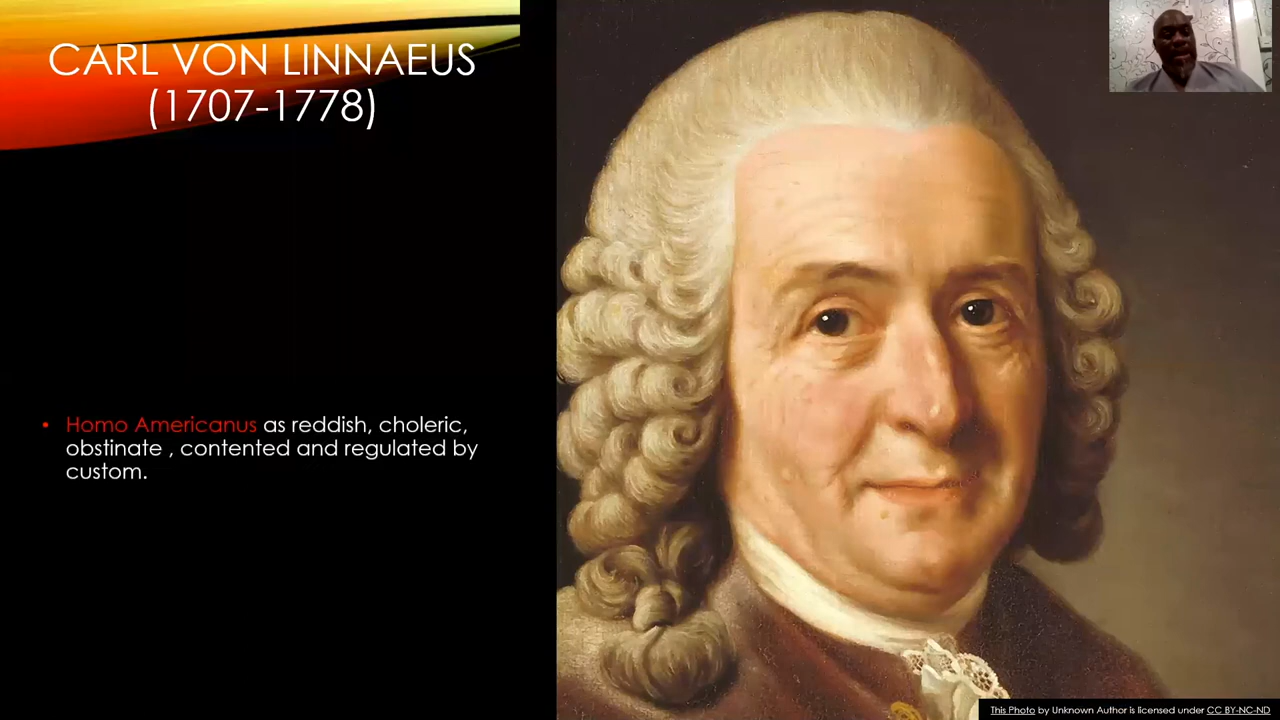 CARL VON LINNAEUS
(1707-1778)
• Homo Americanus as reddish, choleric,
obstinate , contented and regulated by
custom.
This Photo by Unknown Author is licensed under CC BY-NC-ND